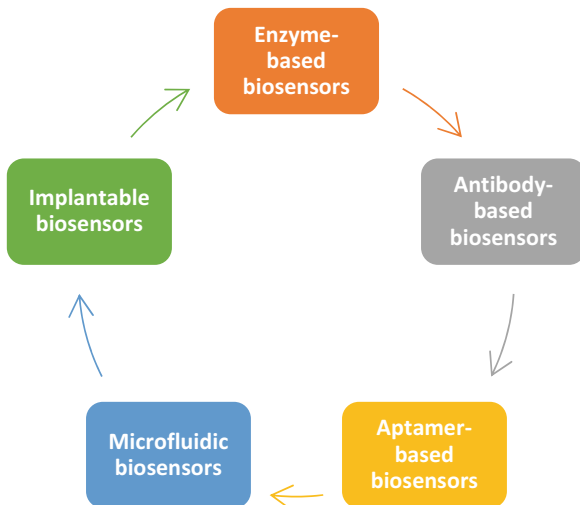 Enzyme-
based
biosensors
Antibody-
based
biosensors
Aptamer-
based
biosensors
Microfluidic
biosensors
Implantable
biosensors